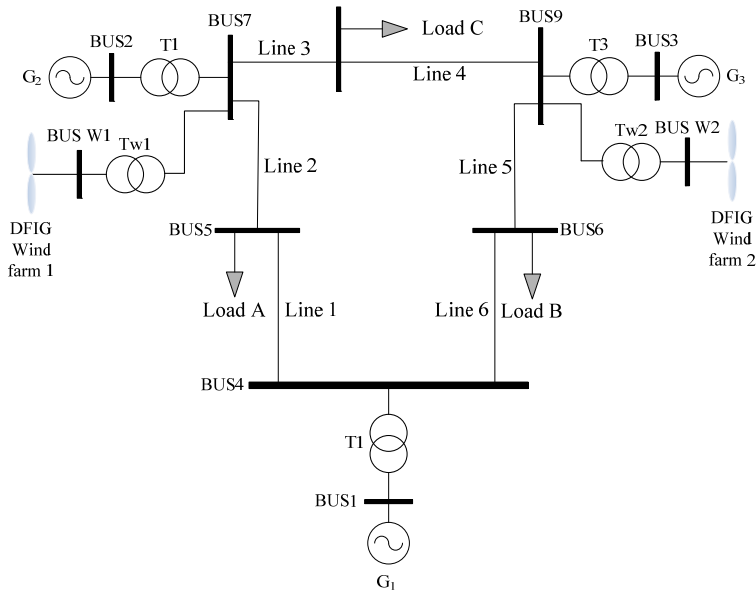 BUS7
BUS9
BUS2
T1
Line 3
Load C
T3
BUS3
G2
Line 4
G3
BUS W1
Tw1
Tw2
BUS W2
Line 2
Line 5
DFIG
Wind
farm 1
BUS5
BUS6
DFIG
Wind
farm 2
Load A
Line 1
Line 6
Load B
BUS4
T1
BUS1
G1